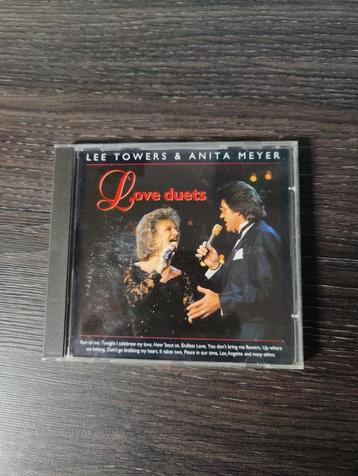 LEE TOWERS & ANITA MEYER
Love duets
Run to me, Tonight I celebrate my love, How 'bout us, Endless Love, You don't bring me flowers, Up where
we belong, Don't go breaking my heart, It takes two, Peace in our time, Los Angeles and many others.